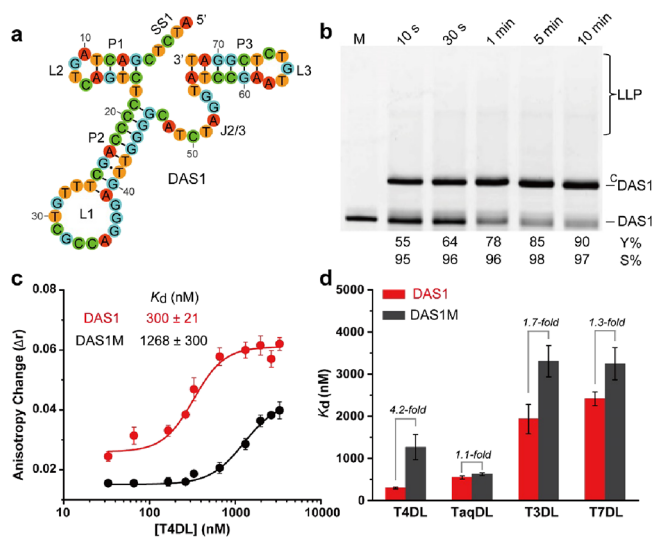 a
SS1
A 5'
P1
10
L2
3'
70
P3
L3
60
20
P2
J2/3
50
DAS1
40
L1
30
b
M
10 s
30 s
1 min
5 min
10 min
LLP
cDAS1
DAS1
55 64 78 85 90 Y%
95 96 96 98 97 S%
c
Kd (nM)
DAS1 300 ± 21
DAS1M 1268 ± 300
Anisotropy Change (Δr)
0.08
0.06
0.04
0.02
10 100 1000 10000
[T4DL] (nM)
d
DAS1
DAS1M
Kd (nM)
5000
4000
3000
2000
1000
0
4.2-fold
1.1-fold
1.7-fold
1.3-fold
T4DL TaqDL T3DL T7DL